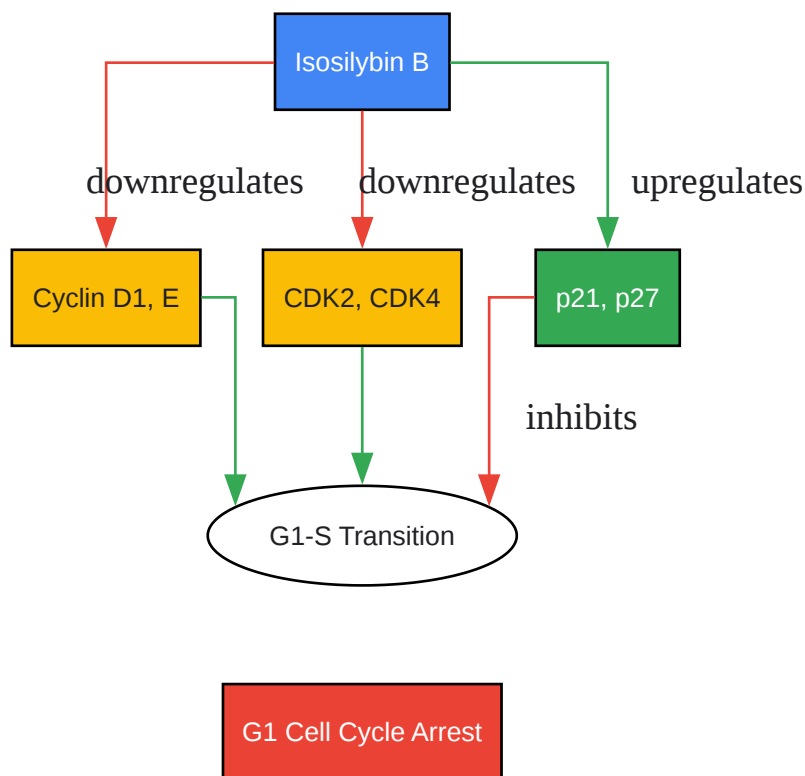 Isosilybin B
downregulates
downregulates
upregulates
Cyclin D1, E
CDK2, CDK4
p21, p27
inhibits
G1-S Transition
G1 Cell Cycle Arrest